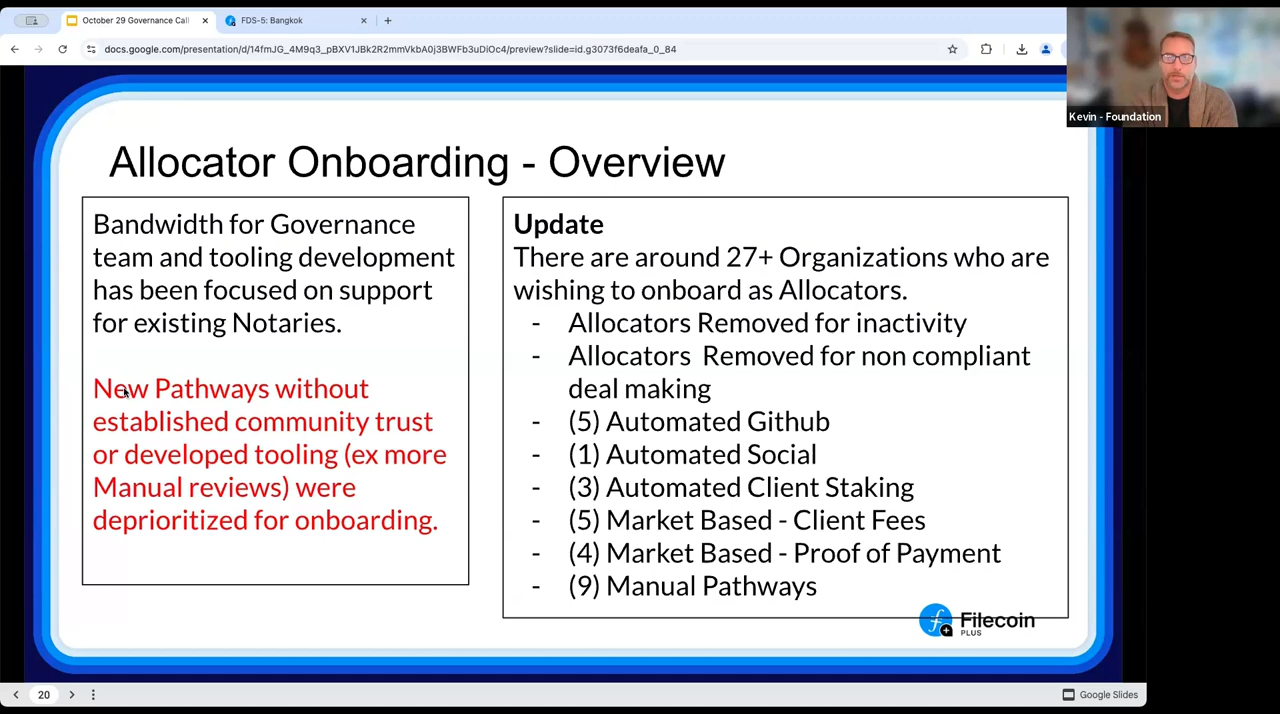 October 29 Governance Call
FDS-5: Bangkok
docs.google.com/presentation/d/14fmJG_4M9q3_pBXV1JBk2R2mmVkbA0j3BWFb3uDiOc4/preview?slide=id.g3073f6deafa_0_84
Kevin - Foundation
Allocator Onboarding - Overview
Bandwidth for Governance
team and tooling development
has been focused on support
for existing Notaries.
New Pathways without
established community trust
or developed tooling (ex more
Manual reviews) were
deprioritized for onboarding.
Update
There are around 27+ Organizations who are
wishing to onboard as Allocators.
- Allocators Removed for inactivity
- Allocators Removed for non compliant
deal making
- (5) Automated Github
- (1) Automated Social
- (3) Automated Client Staking
- (5) Market Based - Client Fees
- (4) Market Based - Proof of Payment
- (9) Manual Pathways
Filecoin
PLUS
20
Google Slides